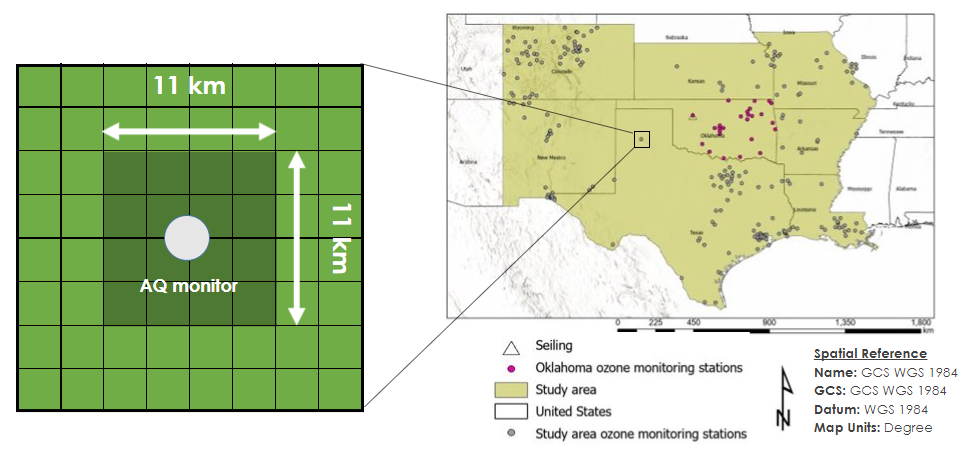 11 km
11 km
AQ monitor
Wyoming
Nebraska
Iowa
Illinois
Indiana
Utah
Colorado
Kansas
Missouri
Kentucky
Tennessee
Arizona
New Mexico
Oklahoma
Arkansas
Mississippi
Alabama
Texas
Louisiana
0 225 450 900 1,350 1,800
km
Seiling
Oklahoma ozone monitoring stations
Study area
United States
Study area ozone monitoring stations
N
Spatial Reference
Name: GCS WGS 1984
GCS: GCS WGS 1984
Datum: WGS 1984
Map Units: Degree